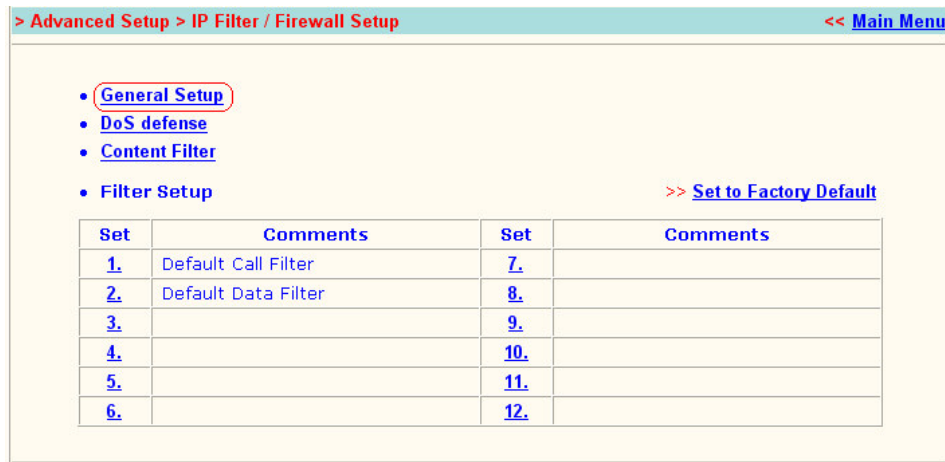 > Advanced Setup > IP Filter / Firewall Setup << Main Menu
• General Setup
• DoS defense
• Content Filter
• Filter Setup >> Set to Factory Default
Set Comments Set Comments
1. Default Call Filter 7.
2. Default Data Filter 8.
3. 9.
4. 10.
5. 11.
6. 12.